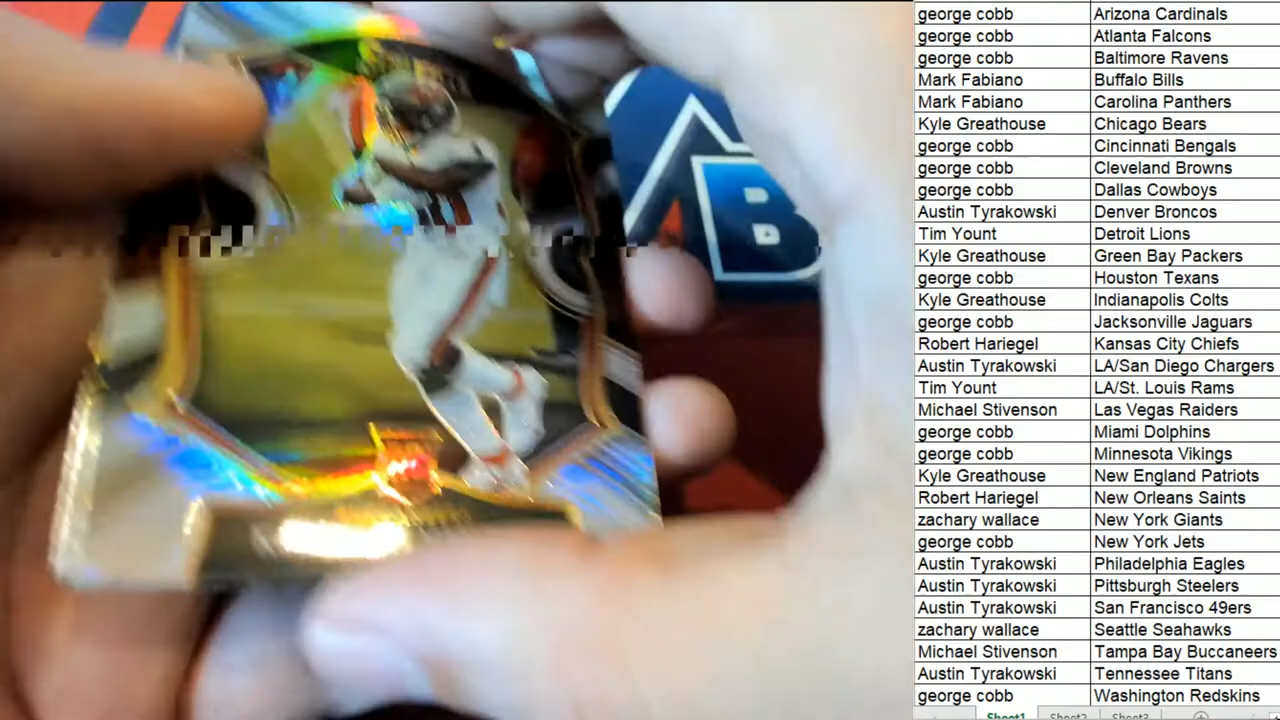 george cobb Arizona Cardinals
george cobb Atlanta Falcons
george cobb Baltimore Ravens
Mark Fabiano Buffalo Bills
Mark Fabiano Carolina Panthers
Kyle Greathouse Chicago Bears
george cobb Cincinnati Bengals
george cobb Cleveland Browns
george cobb Dallas Cowboys
Austin Tyrakowski Denver Broncos
Tim Yount Detroit Lions
Kyle Greathouse Green Bay Packers
george cobb Houston Texans
Kyle Greathouse Indianapolis Colts
george cobb Jacksonville Jaguars
Robert Hariegel Kansas City Chiefs
Austin Tyrakowski LA/San Diego Chargers
Tim Yount LA/St. Louis Rams
Michael Stivenson Las Vegas Raiders
george cobb Miami Dolphins
george cobb Minnesota Vikings
Kyle Greathouse New England Patriots
Robert Hariegel New Orleans Saints
zachary wallace New York Giants
george cobb New York Jets
Austin Tyrakowski Philadelphia Eagles
Austin Tyrakowski Pittsburgh Steelers
Austin Tyrakowski San Francisco 49ers
zachary wallace Seattle Seahawks
Michael Stivenson Tampa Bay Buccaneers
Austin Tyrakowski Tennessee Titans
george cobb Washington Redskins
Sheet1 Sheet2 Sheet3
B